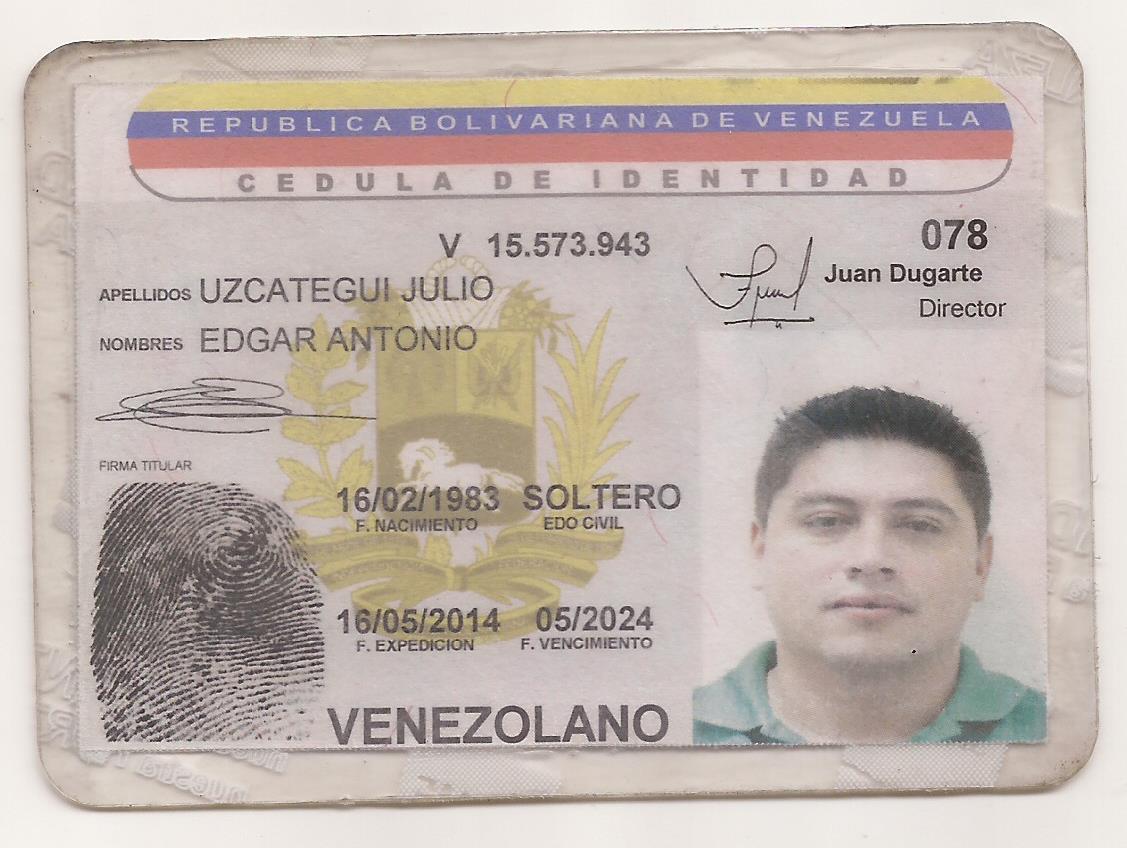 REPUBLICA BOLIVARIANA DE VENEZUELA
CEDULA DE IDENTIDAD
V 15.573.943
078
Juan Dugarte
Director
APELLIDOS UZCATEGUI JULIO
NOMBRES EDGAR ANTONIO
FIRMA TITULAR
16/02/1983 SOLTERO
F. NACIMIENTO EDO CIVIL
16/05/2014 05/2024
F. EXPEDICION F. VENCIMIENTO
VENEZOLANO